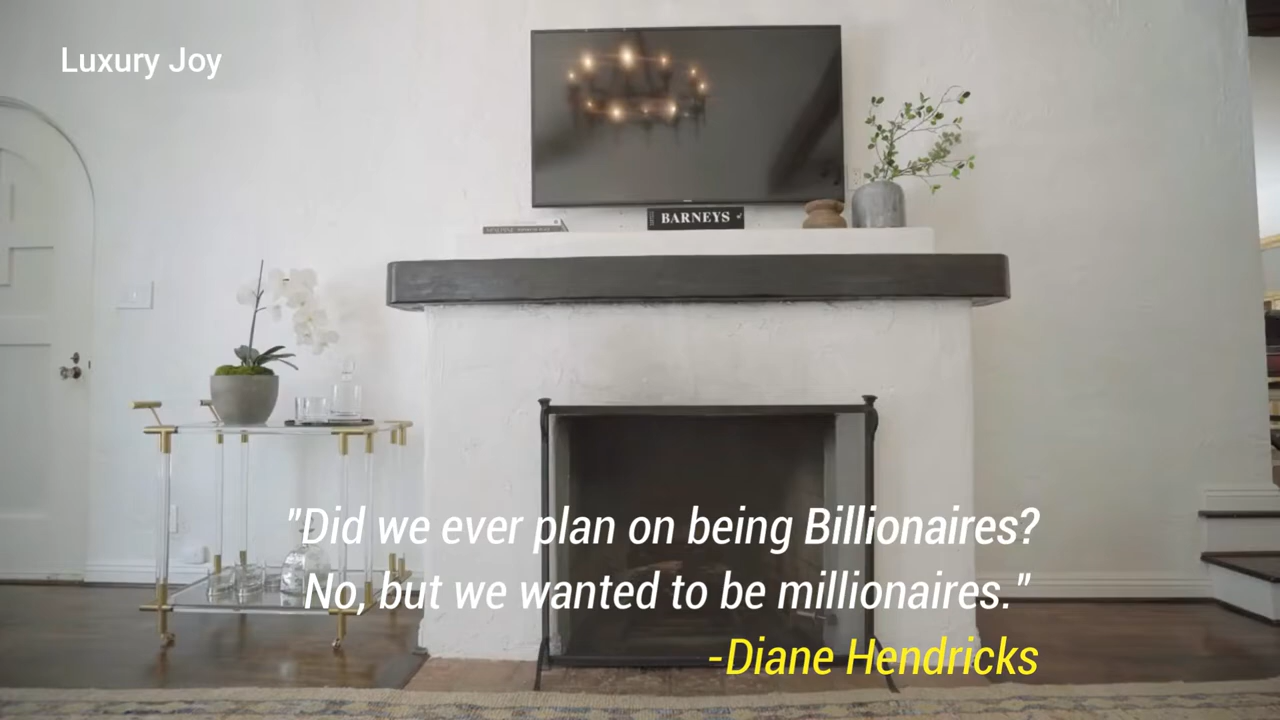 Luxury Joy
BARNEYS
"Did we ever plan on being Billionaires?
No, but we wanted to be millionaires."
-Diane Hendricks